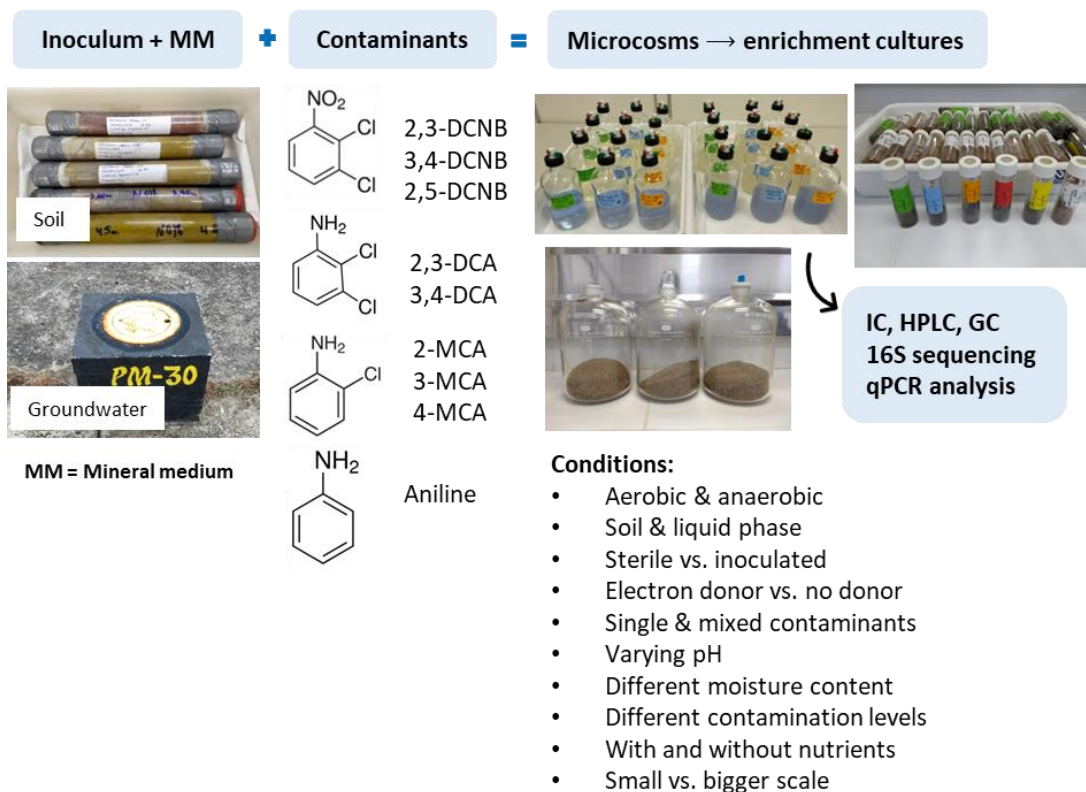 Inoculum + MM
+
Contaminants
=
Microcosms → enrichment cultures
Soil
PM-30
Groundwater
MM = Mineral medium
NO₂
Cl
Cl
2,3-DCNB
3,4-DCNB
2,5-DCNB
NH₂
Cl
Cl
2,3-DCA
3,4-DCA
NH₂
Cl
2-MCA
3-MCA
4-MCA
NH₂
Aniline
IC, HPLC, GC
16S sequencing
qPCR analysis
Conditions:
• Aerobic & anaerobic
• Soil & liquid phase
• Sterile vs. inoculated
• Electron donor vs. no donor
• Single & mixed contaminants
• Varying pH
• Different moisture content
• Different contamination levels
• With and without nutrients
• Small vs. bigger scale